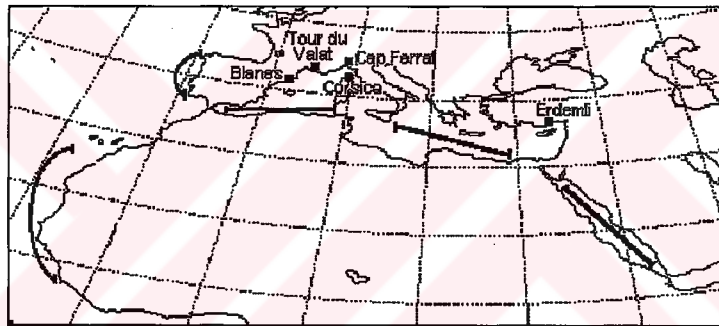 Tour du
Valat
Cap Ferrat
Blanes
Corsica
Erdemli